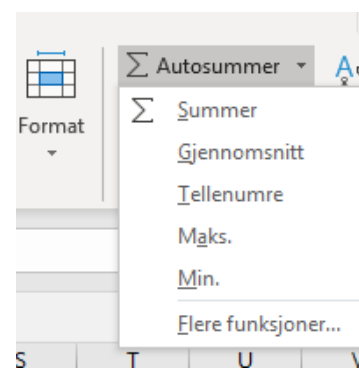 Autosummer
Format
Summer
Gjennomsnitt
Tellenumre
Maks.
Min.
Flere funksjoner...
S T U V